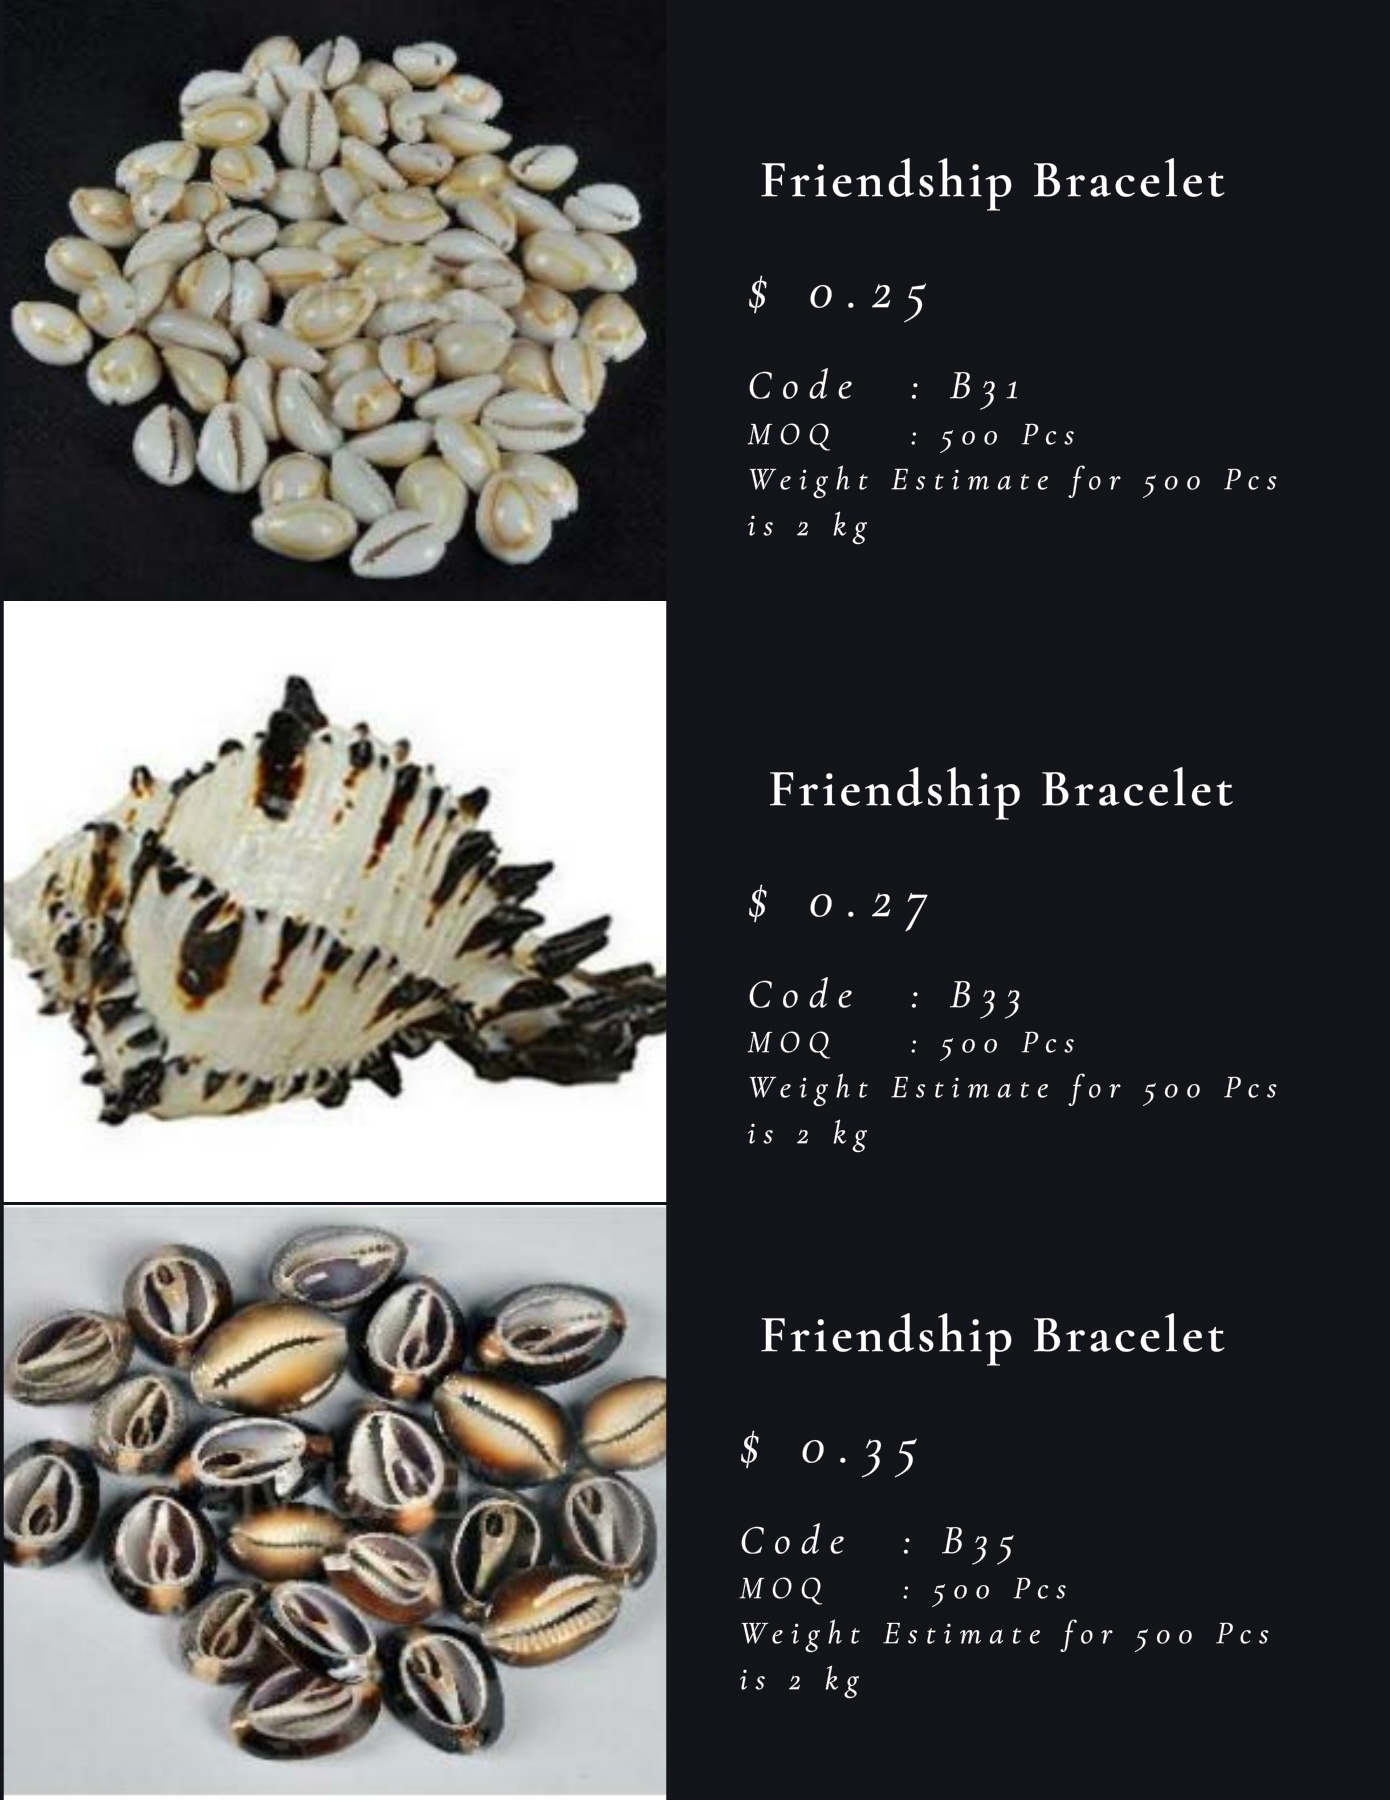 Friendship Bracelet
$ 0.25
Code : B31
MOQ : 500 Pcs
Weight Estimate for 500 Pcs
is 2 kg
Friendship Bracelet
$ 0.27
Code : B33
MOQ : 500 Pcs
Weight Estimate for 500 Pcs
is 2 kg
Friendship Bracelet
$ 0.35
Code : B35
MOQ : 500 Pcs
Weight Estimate for 500 Pcs
is 2 kg